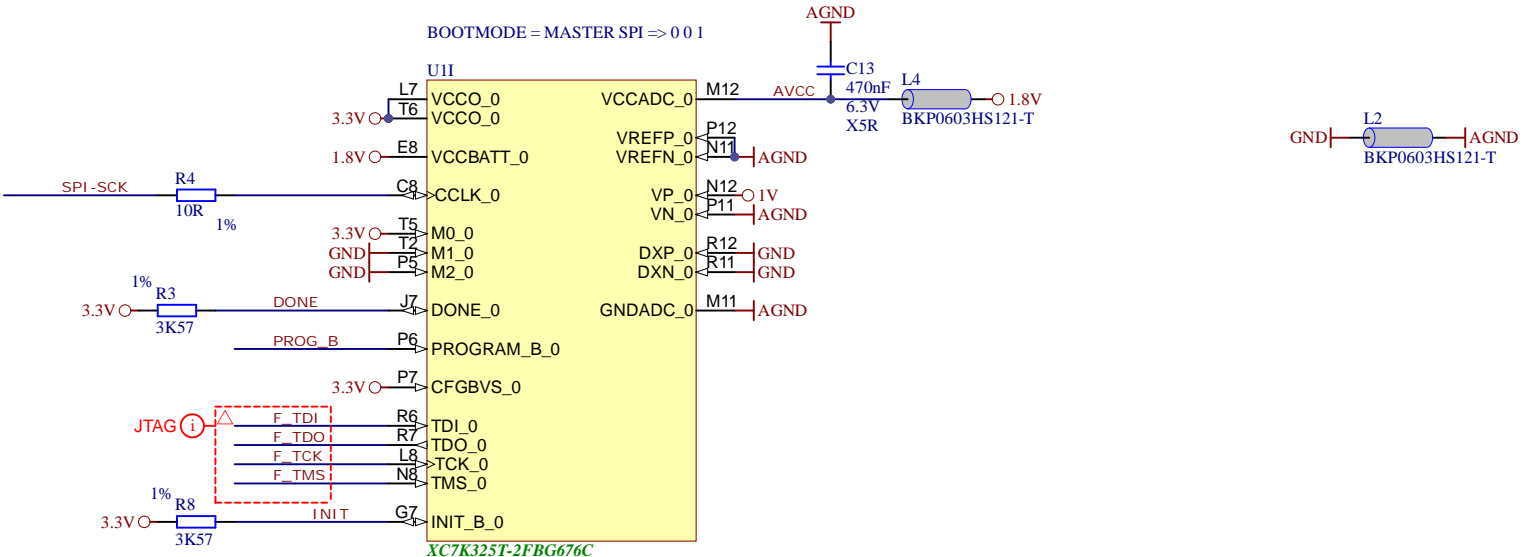 AGND
BOOTMODE = MASTER SPI => 0 0 1
U1I
C13
470nF
6.3V
X5R
L4
BKP0603HS121-T
1.8V
AVCC
L2
GND
AGND
BKP0603HS121-T
L7
VCCO_0
T6
VCCO_0
3.3V
1.8V
E8
VCCBATT_0
SPI-SCK
R4
10R
1%
C8
CCLK_0
3.3V
T5
M0_0
GND
T2
M1_0
GND
P5
M2_0
1%
R3
3.3V
3K57
DONE
J7
DONE_0
PROG_B
P6
PROGRAM_B_0
3.3V
P7
CFGBVS_0
JTAG
i
F_TDI
R6
TDI_0
F_TDO
R7
TDO_0
F_TCK
L8
TCK_0
F_TMS
N8
TMS_0
1%
R8
3.3V
3K57
INIT
G7
INIT_B_0
VCCADC_0
M12
VREFP_0
P12
VREFN_0
N11
AGND
VP_0
N12
1V
VN_0
P11
AGND
DXP_0
R12
GND
DXN_0
R11
GND
GNDADC_0
M11
AGND
XC7K325T-2FBG676C